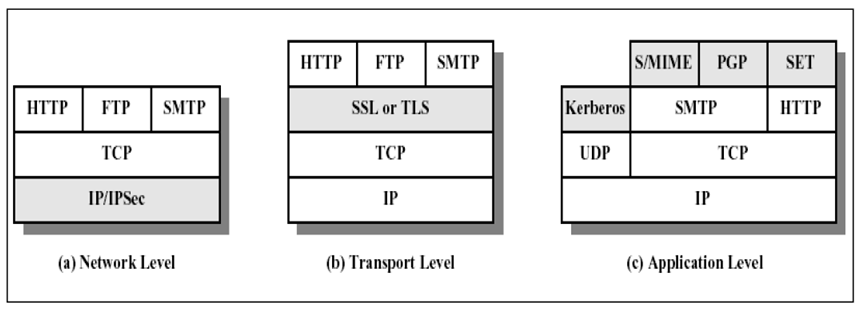 HTTP FTP SMTP
TCP
IP/IPSec
(a) Network Level
HTTP FTP SMTP
SSL or TLS
TCP
IP
(b) Transport Level
S/MIME PGP SET
Kerberos SMTP HTTP
UDP TCP
IP
(c) Application Level